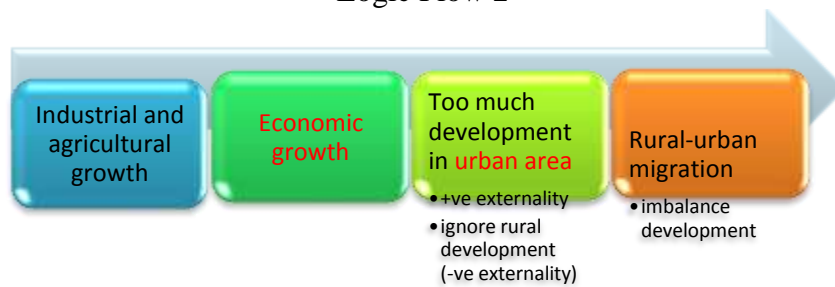 Industrial and
agricultural
growth
Economic
growth
Too much
development
in urban area
•+ve externality
•ignore rural
development
(-ve externality)
Rural-urban
migration
•imbalance
development